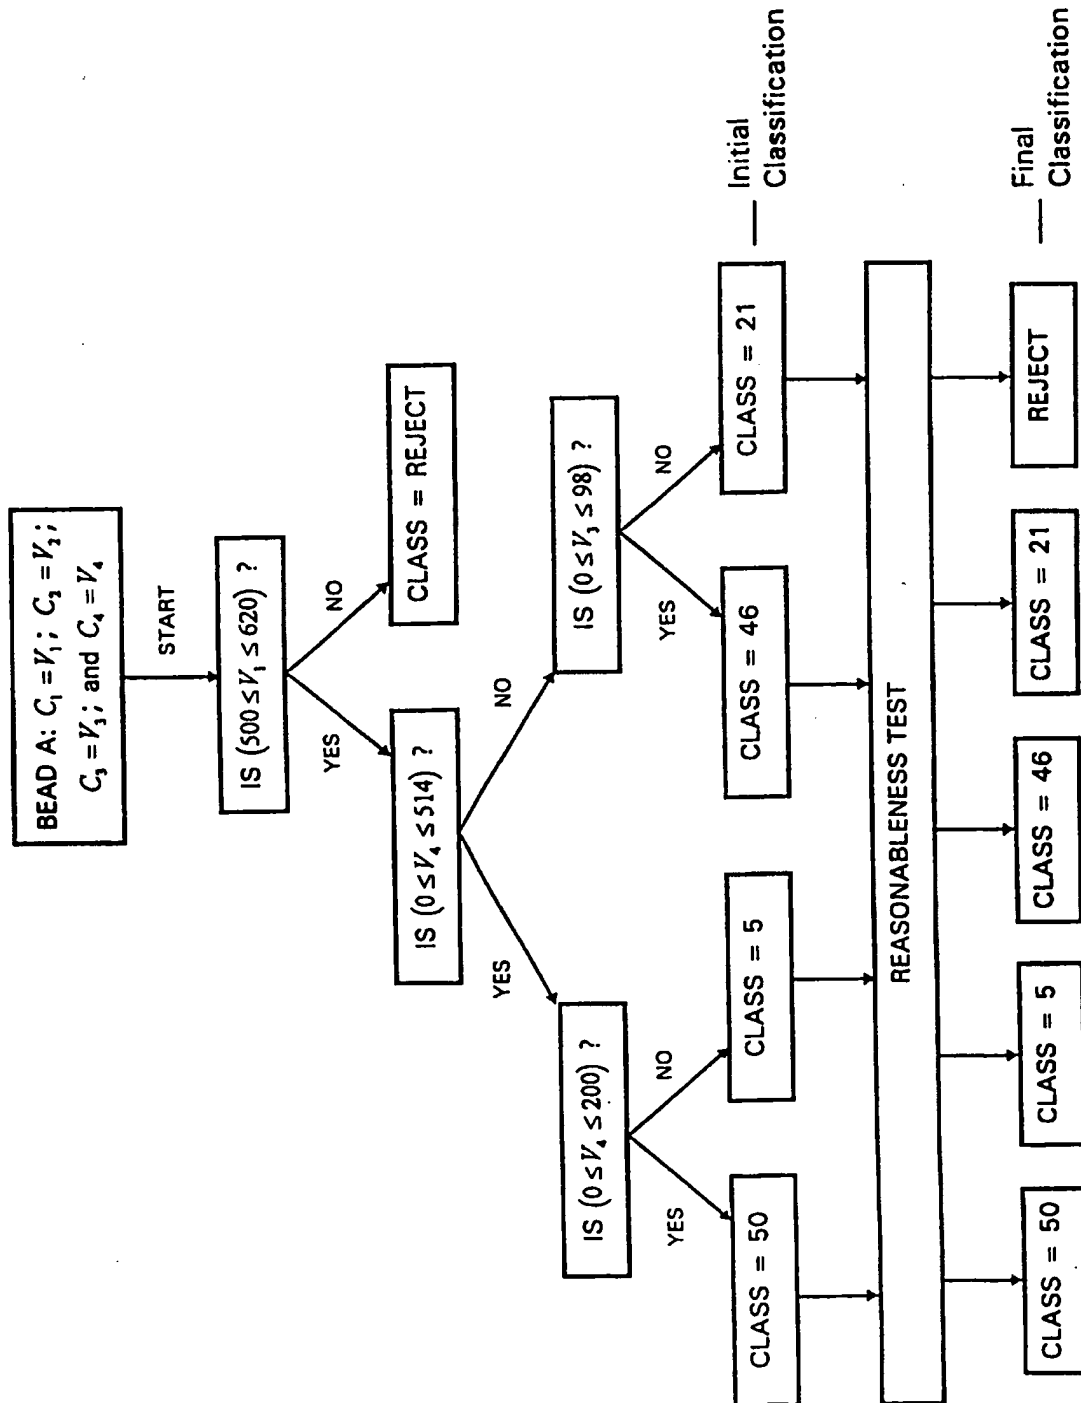 BEAD A: C₁ = V₁; C₂ = V₂;
C₃ = V₃; and C₄ = V₄
START
IS (500 ≤ V₁ ≤ 620) ?
YES
NO
IS (0 ≤ V₄ ≤ 514) ?
CLASS = REJECT
YES
NO
IS (0 ≤ V₄ ≤ 200) ?
IS (0 ≤ V₃ ≤ 98) ?
YES
NO
YES
NO
CLASS = 50
CLASS = 5
CLASS = 46
CLASS = 21
Initial
Classification
REASONABLENESS TEST
CLASS = 50
CLASS = 5
CLASS = 46
CLASS = 21
REJECT
Final
Classification